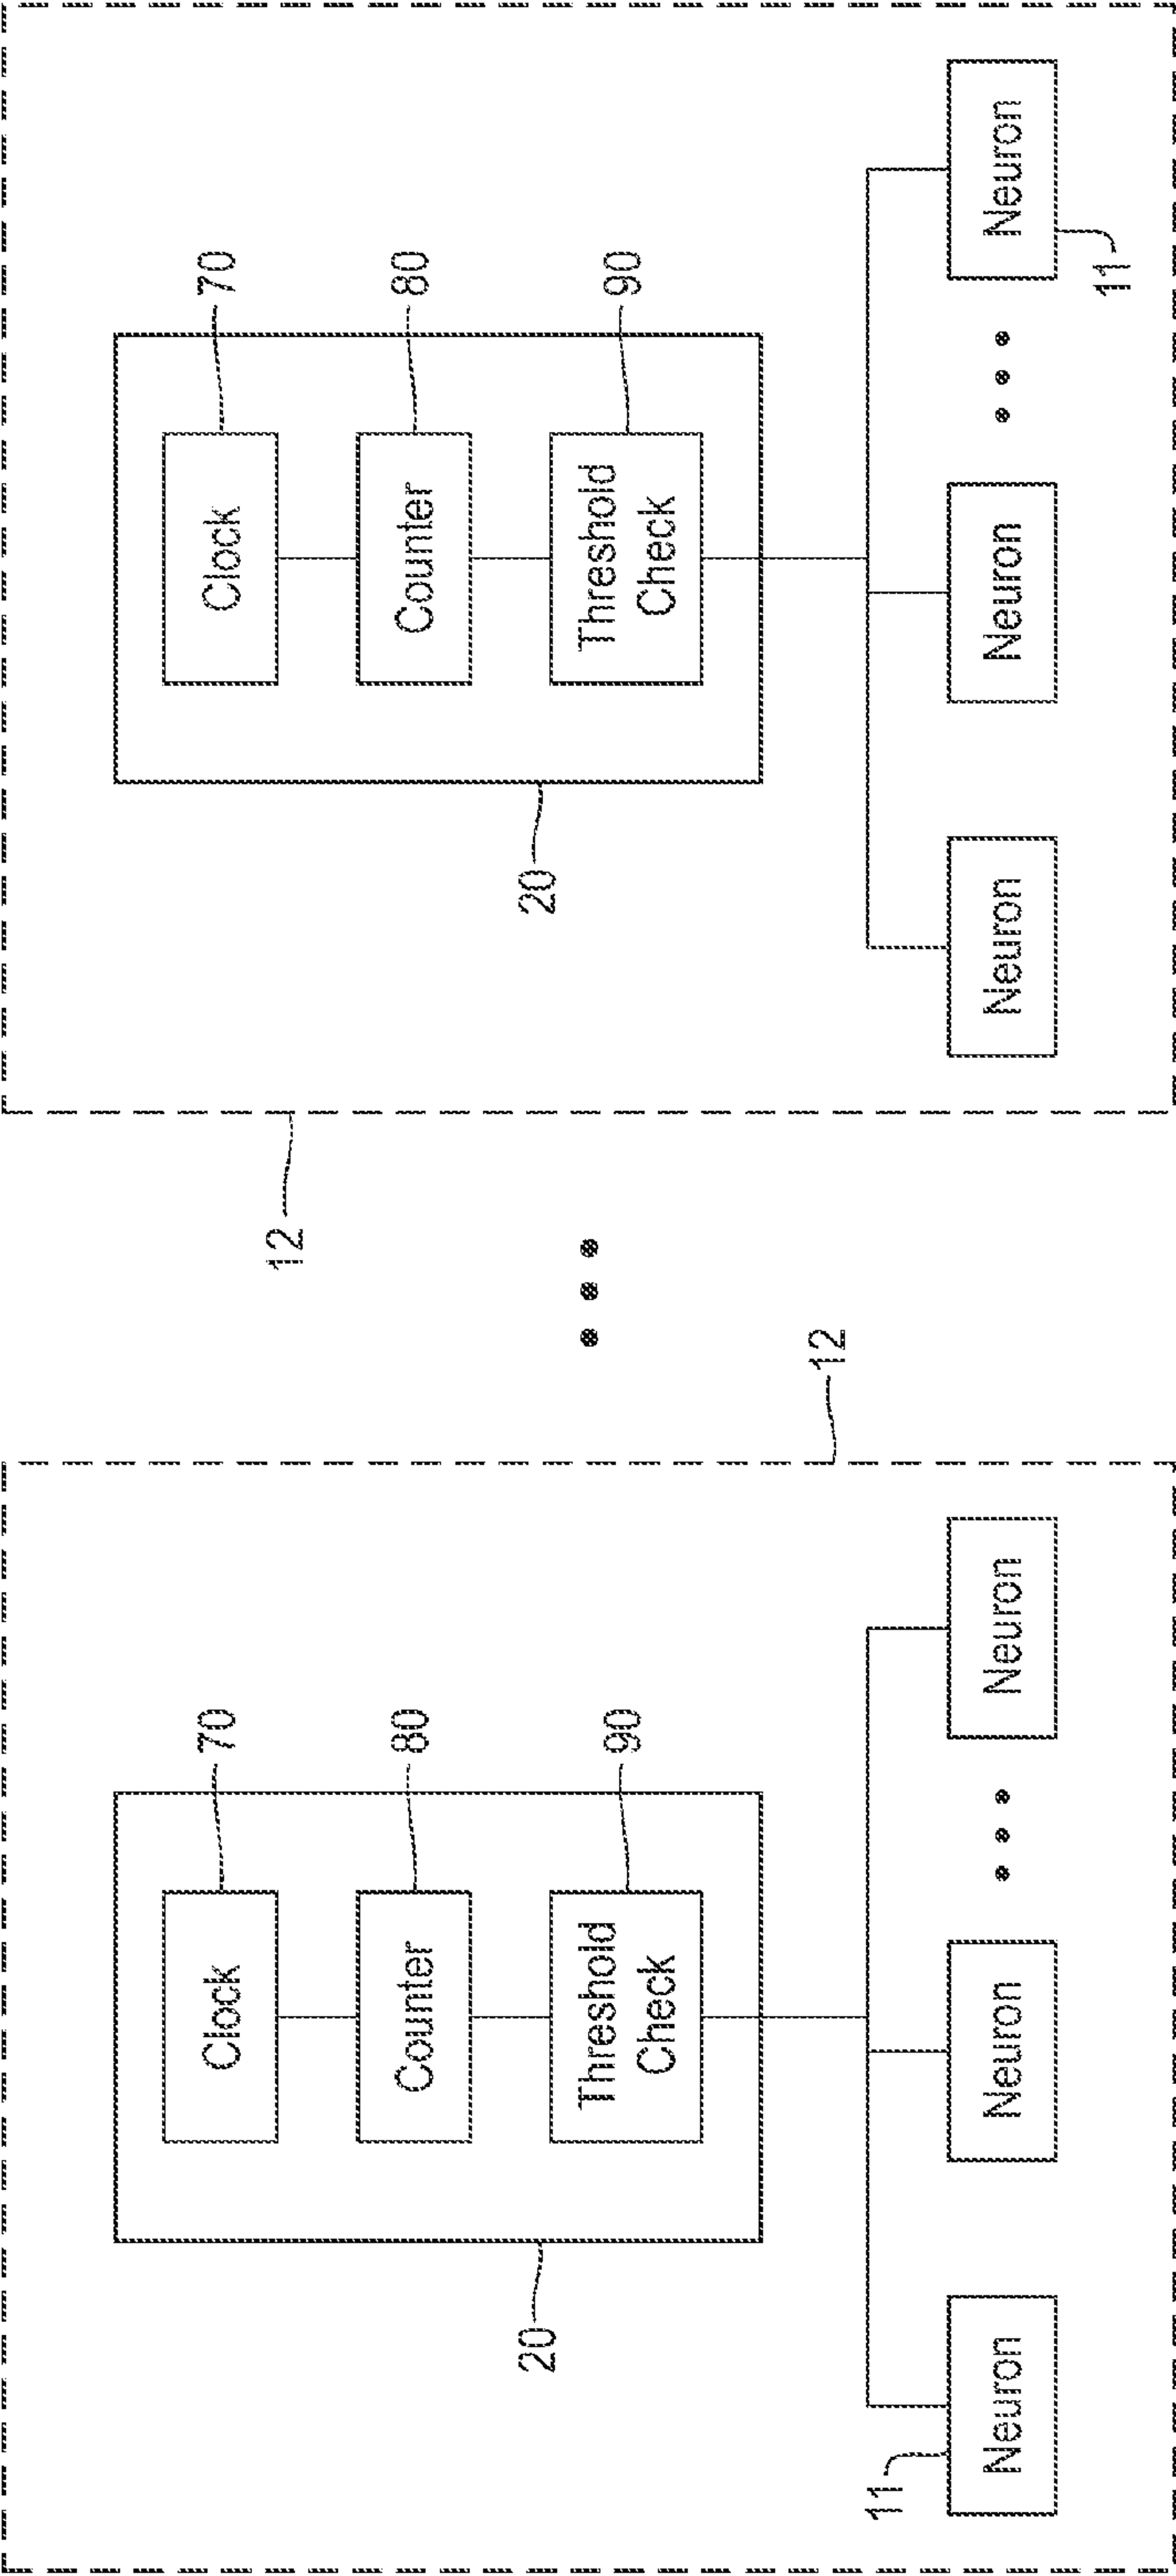 70
70
Clock
Clock
80
80
Counter
Counter
90
90
Threshold
Check
Threshold
Check
20
20
12
12
Neuron
Neuron
Neuron
Neuron
Neuron
Neuron
11
11